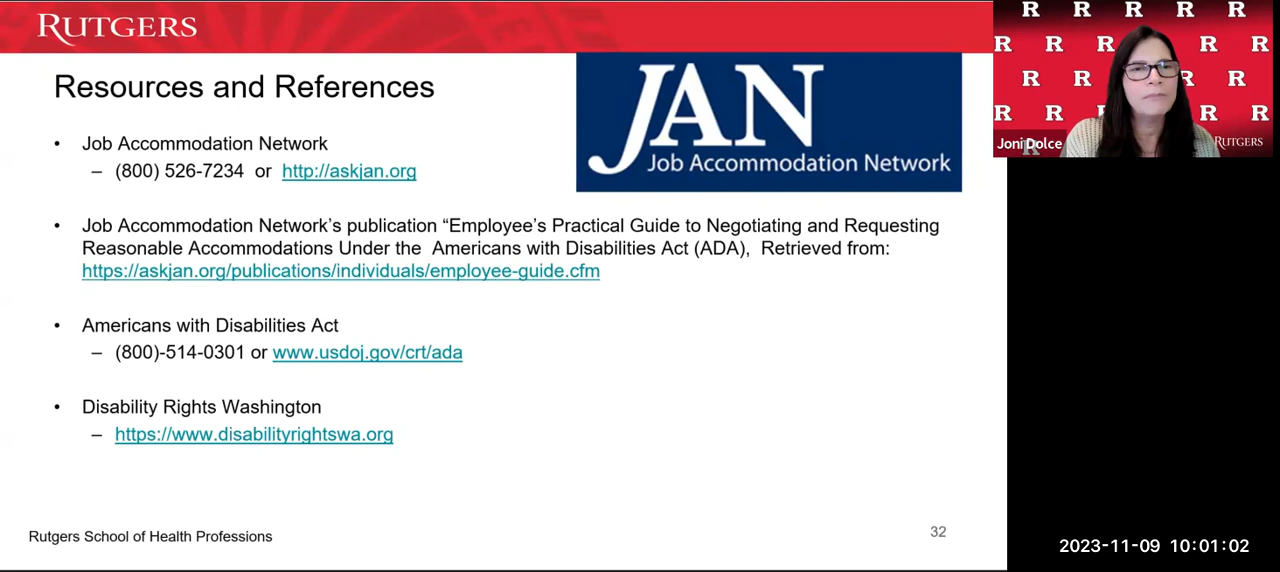 RUTGERS
Resources and References
JAN
Job Accommodation Network
• Job Accommodation Network
– (800) 526-7234 or http://askjan.org
• Job Accommodation Network’s publication “Employee’s Practical Guide to Negotiating and Requesting
Reasonable Accommodations Under the Americans with Disabilities Act (ADA), Retrieved from:
https://askjan.org/publications/individuals/employee-guide.cfm
• Americans with Disabilities Act
– (800)-514-0301 or www.usdoj.gov/crt/ada
• Disability Rights Washington
– https://www.disabilityrightswa.org
Rutgers School of Health Professions
32
R R R R R
R R R R R
R R R
R R R R
Joni Dolce
RUTGERS
2023-11-09 10:01:02